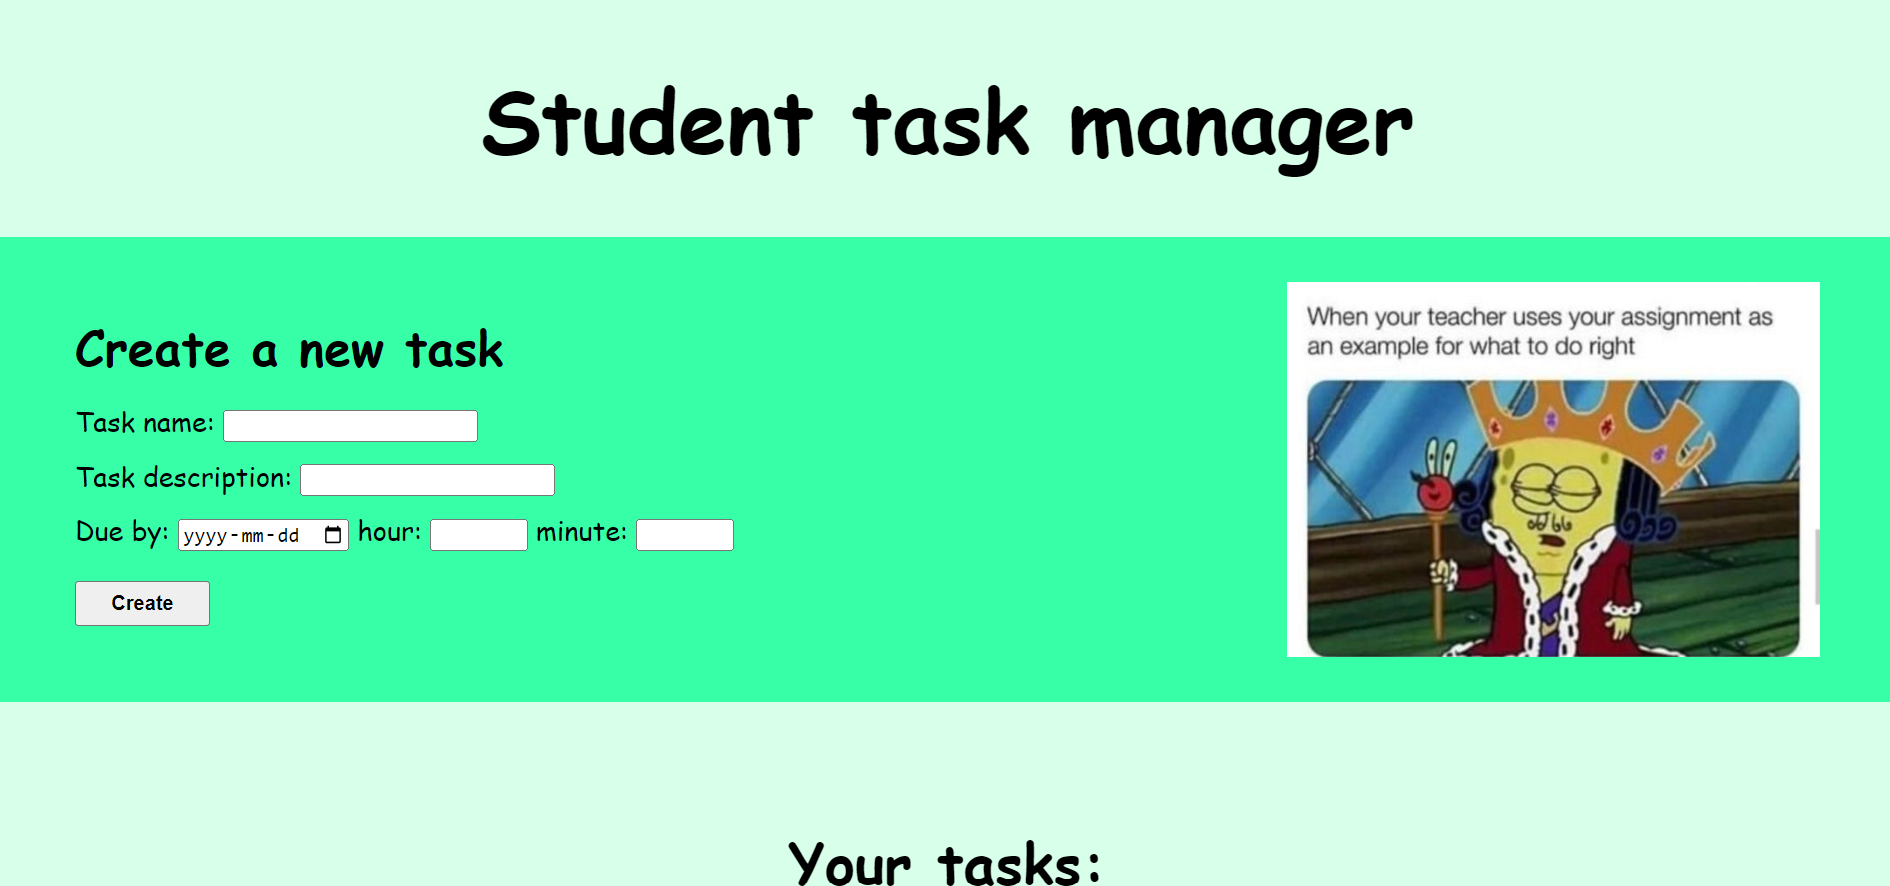 Student task manager
Create a new task
Task name:
Task description:
Due by: yyyy-mm-dd hour: minute:
Create
When your teacher uses your assignment as
an example for what to do right
Your tasks: